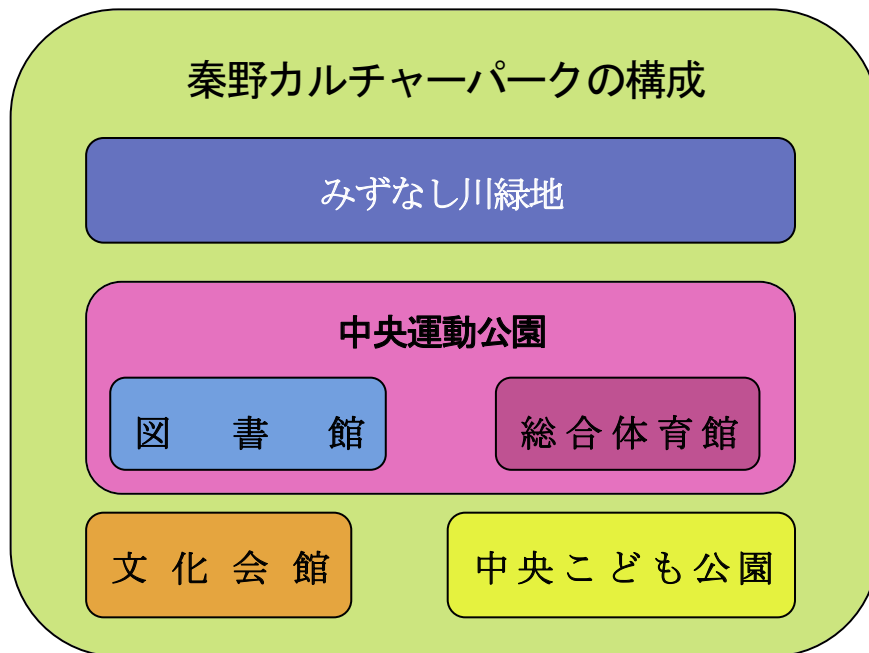 秦野カルチャーパークの構成
みずなし川緑地
中央運動公園
図書館
総合体育館
文化会館
中央こども公園